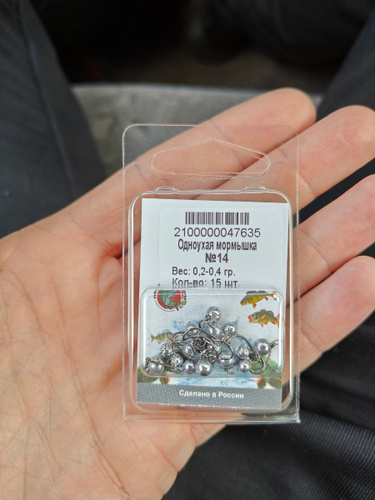 2100000047635
Одноухая мормышка
№14
Вес: 0,2-0,4 гр.
Кол-во: 15 шт.
Сделано в России